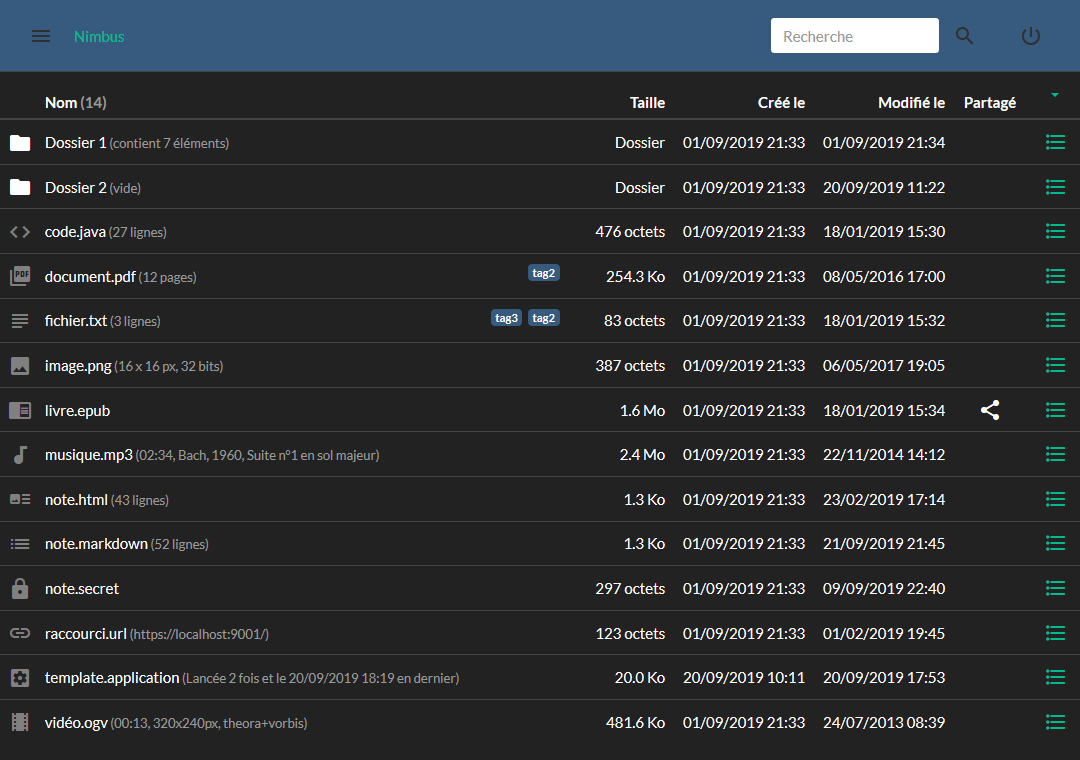 Nimbus Recherche
Nom (14) Taille Créé le Modifié le Partagé
Dossier 1 (contient 7 éléments) Dossier 01/09/2019 21:33 01/09/2019 21:34
Dossier 2 (vide) Dossier 01/09/2019 21:33 20/09/2019 11:22
code.java (27 lignes) 476 octets 01/09/2019 21:33 18/01/2019 15:30
PDF document.pdf (12 pages) tag2 254.3 Ko 01/09/2019 21:33 08/05/2016 17:00
fichier.txt (3 lignes) tag3 tag2 83 octets 01/09/2019 21:33 18/01/2019 15:32
image.png (16 x 16 px, 32 bits) 387 octets 01/09/2019 21:33 06/05/2017 19:05
livre.epub 1.6 Mo 01/09/2019 21:33 18/01/2019 15:34
musique.mp3 (02:34, Bach, 1960, Suite n°1 en sol majeur) 2.4 Mo 01/09/2019 21:33 22/11/2014 14:12
note.html (43 lignes) 1.3 Ko 01/09/2019 21:33 23/02/2019 17:14
note.markdown (52 lignes) 1.3 Ko 01/09/2019 21:33 21/09/2019 21:45
note.secret 297 octets 01/09/2019 21:33 09/09/2019 22:40
raccourci.url (https://localhost:9001/) 123 octets 01/09/2019 21:33 01/02/2019 19:45
template.application (Lancée 2 fois et le 20/09/2019 18:19 en dernier) 20.0 Ko 20/09/2019 10:11 20/09/2019 17:53
vidéo.ogv (00:13, 320x240px, theora+vorbis) 481.6 Ko 01/09/2019 21:33 24/07/2013 08:39